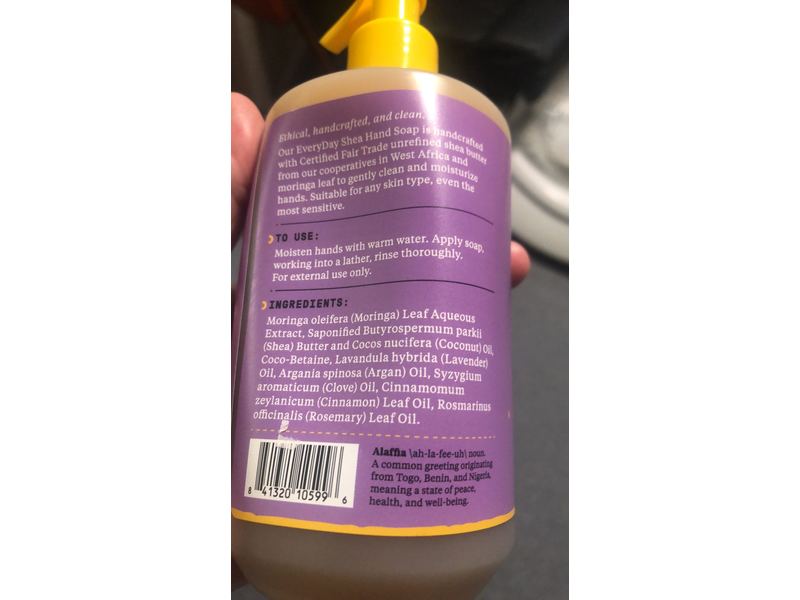 Ethical, handcrafted, and clean.
Our EveryDay Shea Hand Soap is handcrafted
with Certified Fair Trade unrefined shea butter
from our cooperatives in West Africa and
moringa leaf to gently clean and moisturize
hands. Suitable for any skin type, even the
most sensitive.
TO USE:
Moisten hands with warm water. Apply soap,
working into a lather, rinse thoroughly.
For external use only.
INGREDIENTS:
Moringa oleifera (Moringa) Leaf Aqueous
Extract, Saponified Butyrospermum parkii
(Shea) Butter and Cocos nucifera (Coconut) Oil,
Coco-Betaine, Lavandula hybrida (Lavender)
Oil, Argania spinosa (Argan) Oil, Syzygium
aromaticum (Clove) Oil, Cinnamomum
zeylanicum (Cinnamon) Leaf Oil, Rosmarinus
officinalis (Rosemary) Leaf Oil.
8 41320 10599 6
Alaffia \ah-la-fee-uh\ noun.
A common greeting originating
from Togo, Benin, and Nigeria,
meaning a state of peace,
health, and well-being.